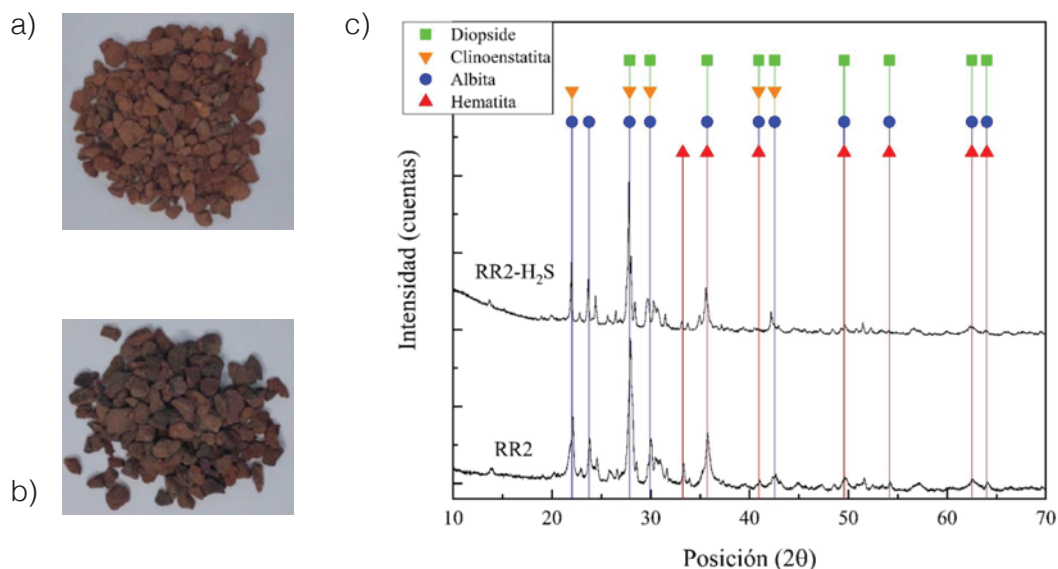 a)
b)
c)
Diopside
Clinoenstatita
Albita
Hematita
Intensidad (cuentas)
RR2-H₂S
RR2
10 20 30 40 50 60 70
Posición (2θ)